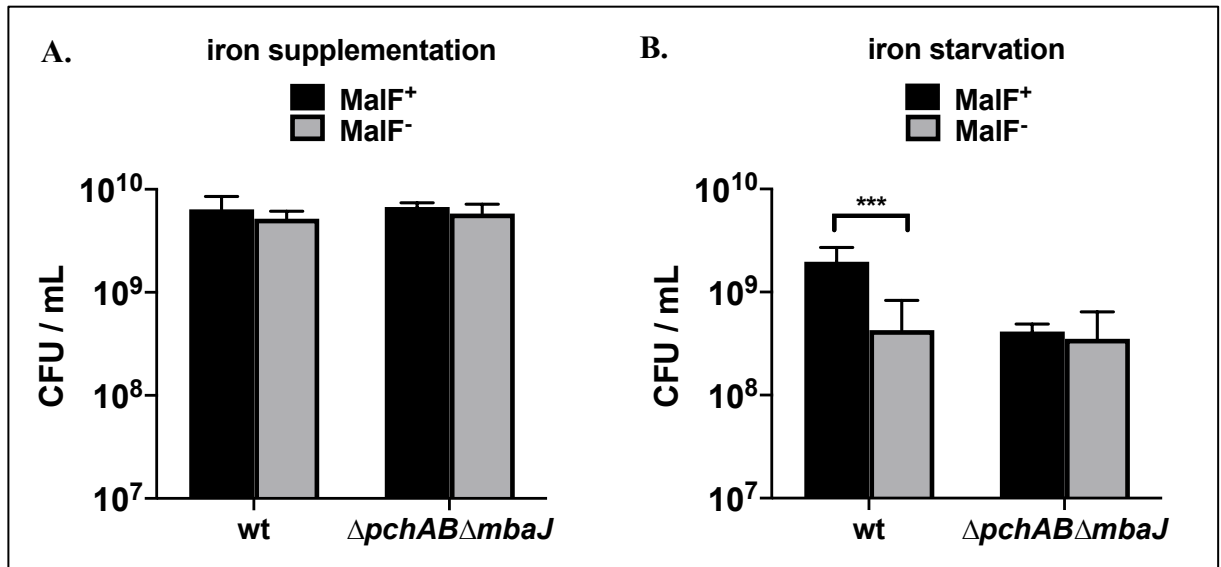 A.
iron supplementation
MalF⁺
MalF⁻
CFU / mL
10¹⁰
10⁹
10⁸
10⁷
wt
ΔpchABΔmbaJ
B.
iron starvation
MalF⁺
MalF⁻
CFU / mL
10¹⁰
10⁹
10⁸
10⁷
***
wt
ΔpchABΔmbaJ